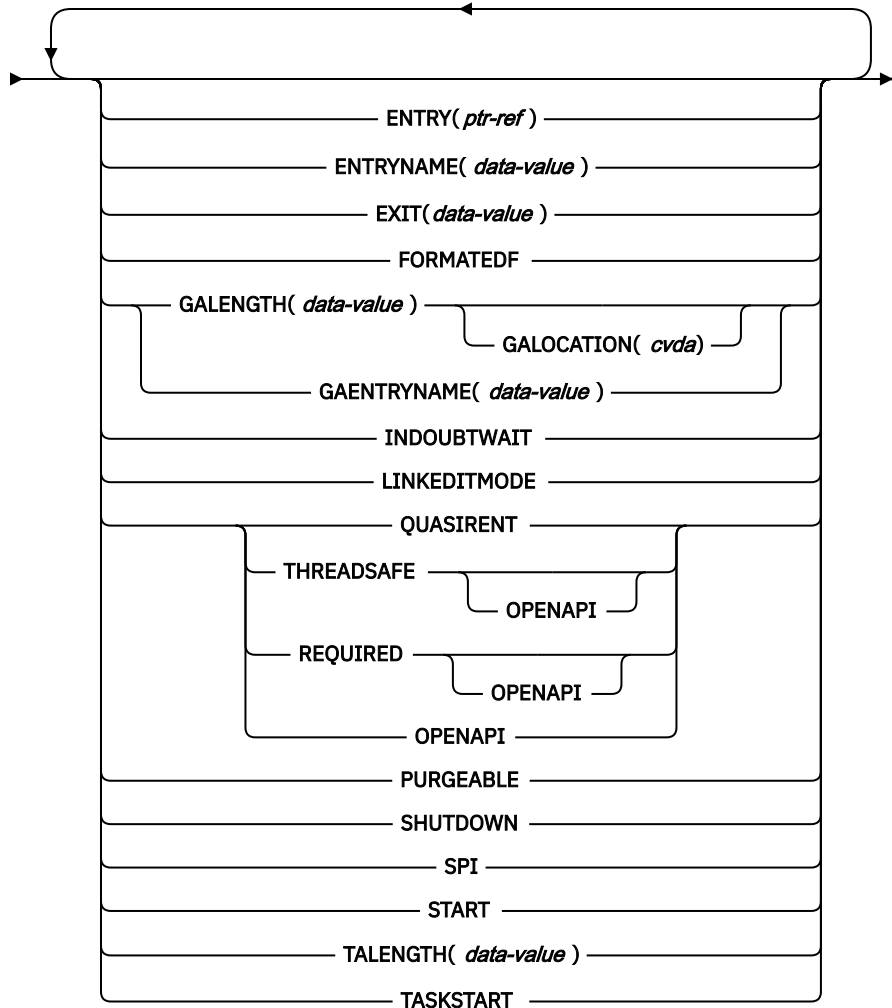 ENTRY( ptr-ref )
ENTRYNAME( data-value )
EXIT( data-value )
FORMATEDF
GALENGTH( data-value )
GALOCATION( cvda)
GAENTRYNAME( data-value )
INDOUBTWAIT
LINKEDITMODE
QUASIRENT
THREADSAFE
OPENAPI
REQUIRED
OPENAPI
OPENAPI
PURGEABLE
SHUTDOWN
SPI
START
TALENGTH( data-value )
TASKSTART